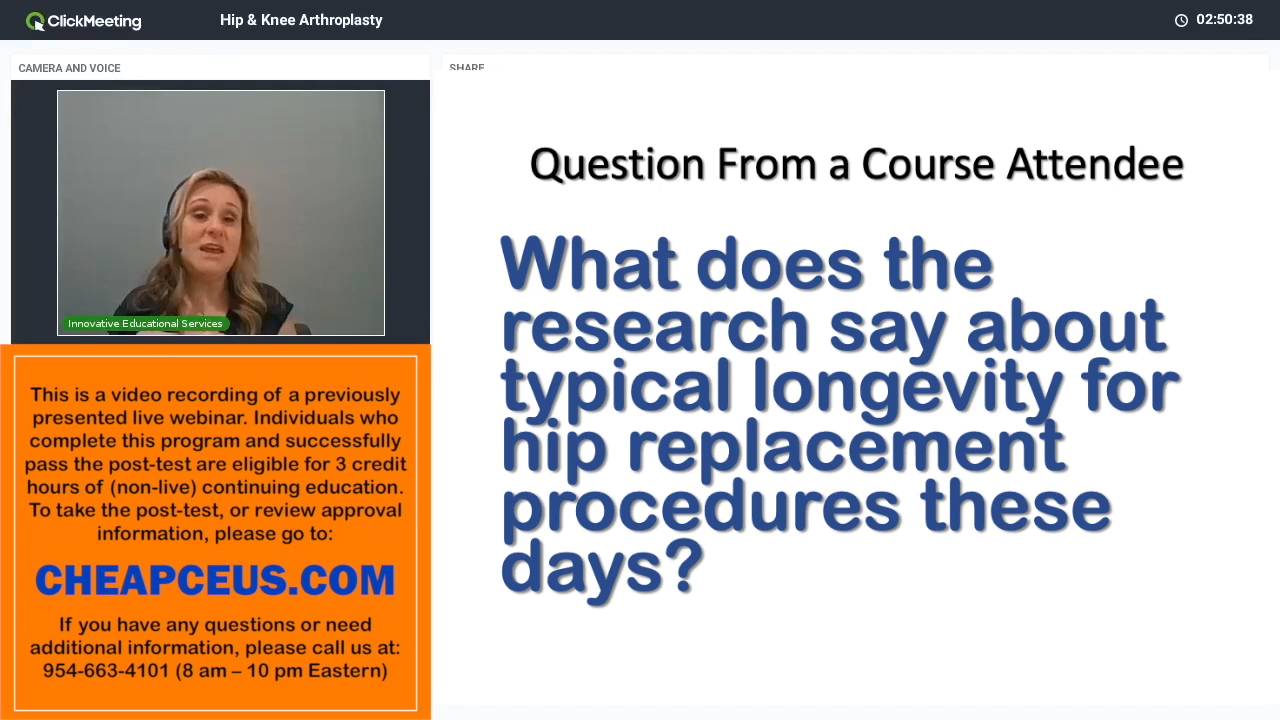 ClickMeeting
Hip & Knee Arthroplasty
02:50:38
CAMERA AND VOICE
SHARE
Innovative Educational Services
This is a video recording of a previously
presented live webinar. Individuals who
complete this program and successfully
pass the post-test are eligible for 3 credit
hours of (non-live) continuing education.
To take the post-test, or review approval
information, please go to:
CHEAPCEUS.COM
If you have any questions or need
additional information, please call us at:
954-663-4101 (8 am – 10 pm Eastern)
Question From a Course Attendee
What does the
research say about
typical longevity for
hip replacement
procedures these
days?